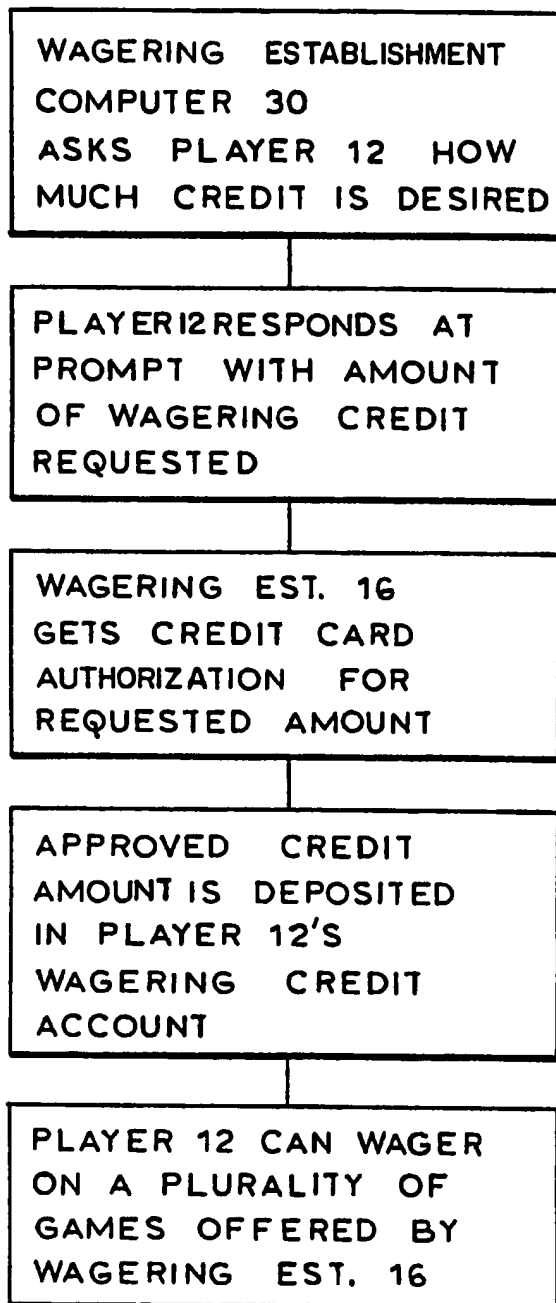 WAGERING ESTABLISHMENT
COMPUTER 30
ASKS PLAYER 12 HOW
MUCH CREDIT IS DESIRED
PLAYER12RESPONDS AT
PROMPT WITH AMOUNT
OF WAGERING CREDIT
REQUESTED
WAGERING EST. 16
GETS CREDIT CARD
AUTHORIZATION FOR
REQUESTED AMOUNT
APPROVED CREDIT
AMOUNT IS DEPOSITED
IN PLAYER 12'S
WAGERING CREDIT
ACCOUNT
PLAYER 12 CAN WAGER
ON A PLURALITY OF
GAMES OFFERED BY
WAGERING EST. 16